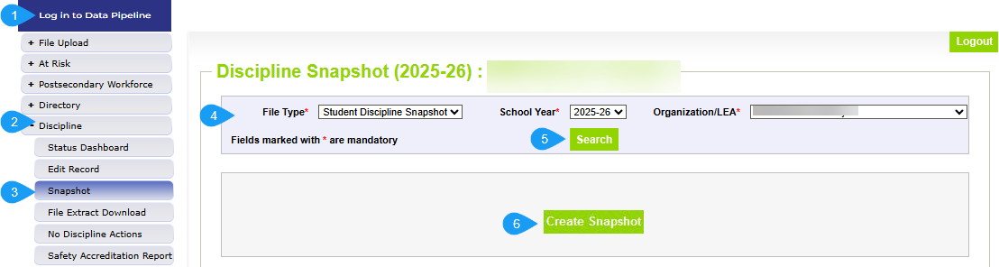 1 Log in to Data Pipeline
+ File Upload
+ At Risk
+ Postsecondary Workforce
+ Directory
2 - Discipline
Status Dashboard
Edit Record
3 Snapshot
File Extract Download
No Discipline Actions
Safety Accreditation Report
Logout
Discipline Snapshot (2025-26) :
4 File Type* Student Discipline Snapshot School Year* 2025-26 Organization/LEA*
Fields marked with * are mandatory 5 Search
6 Create Snapshot